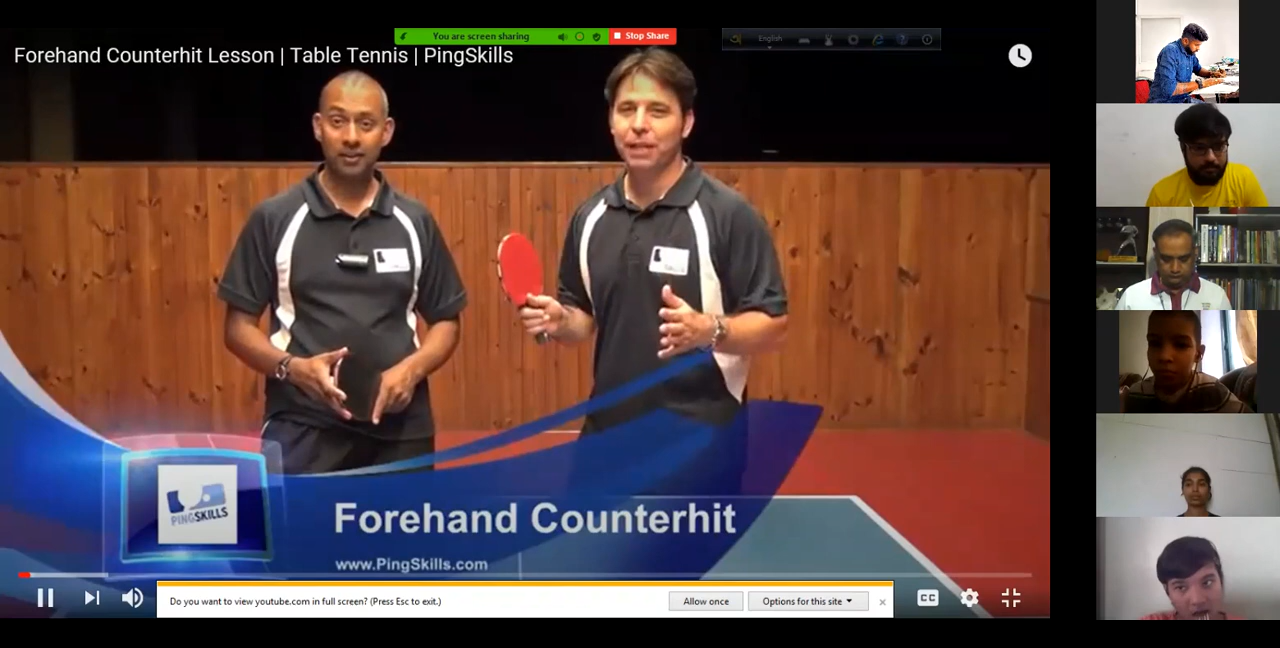 You are screen sharing
Stop Share
English
Forehand Counterhit Lesson | Table Tennis | PingSkills
PINGSKILLS
Forehand Counterhit
www.PingSkills.com
Do you want to view youtube.com in full screen? (Press Esc to exit.)
Allow once
Options for this site
CC